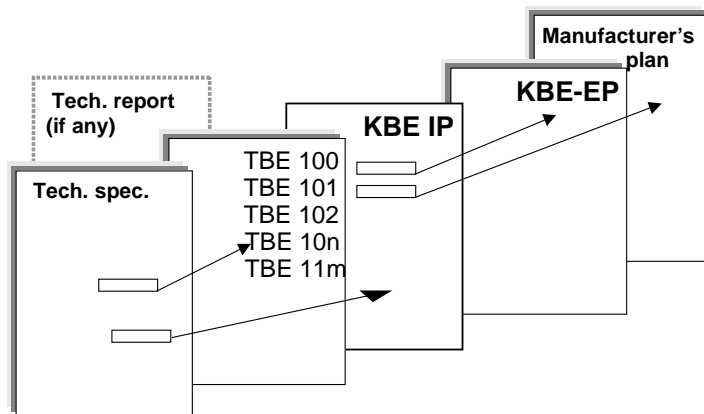 Manufacturer's
plan
KBE-EP
Tech. report
(if any)
KBE IP
TBE 100
TBE 101
TBE 102
TBE 10n
TBE 11m
Tech. spec.